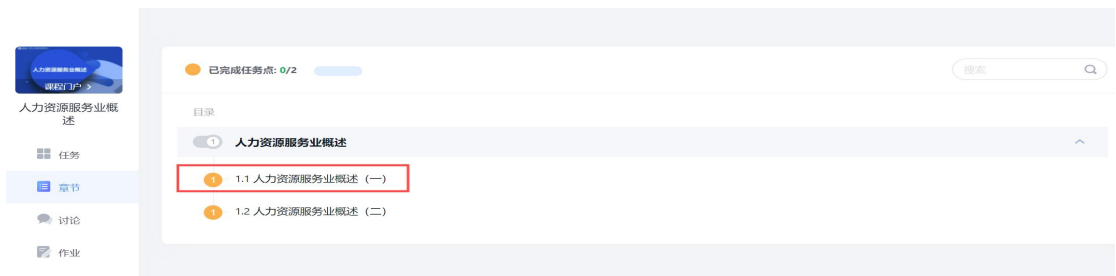 人力资源服务业概述
课程门户 >
人力资源服务业概
述
任务
章节
讨论
作业
已完成任务点: 0/2
搜索
目录
1 人力资源服务业概述
1 1.1 人力资源服务业概述（一）
1 1.2 人力资源服务业概述（二）